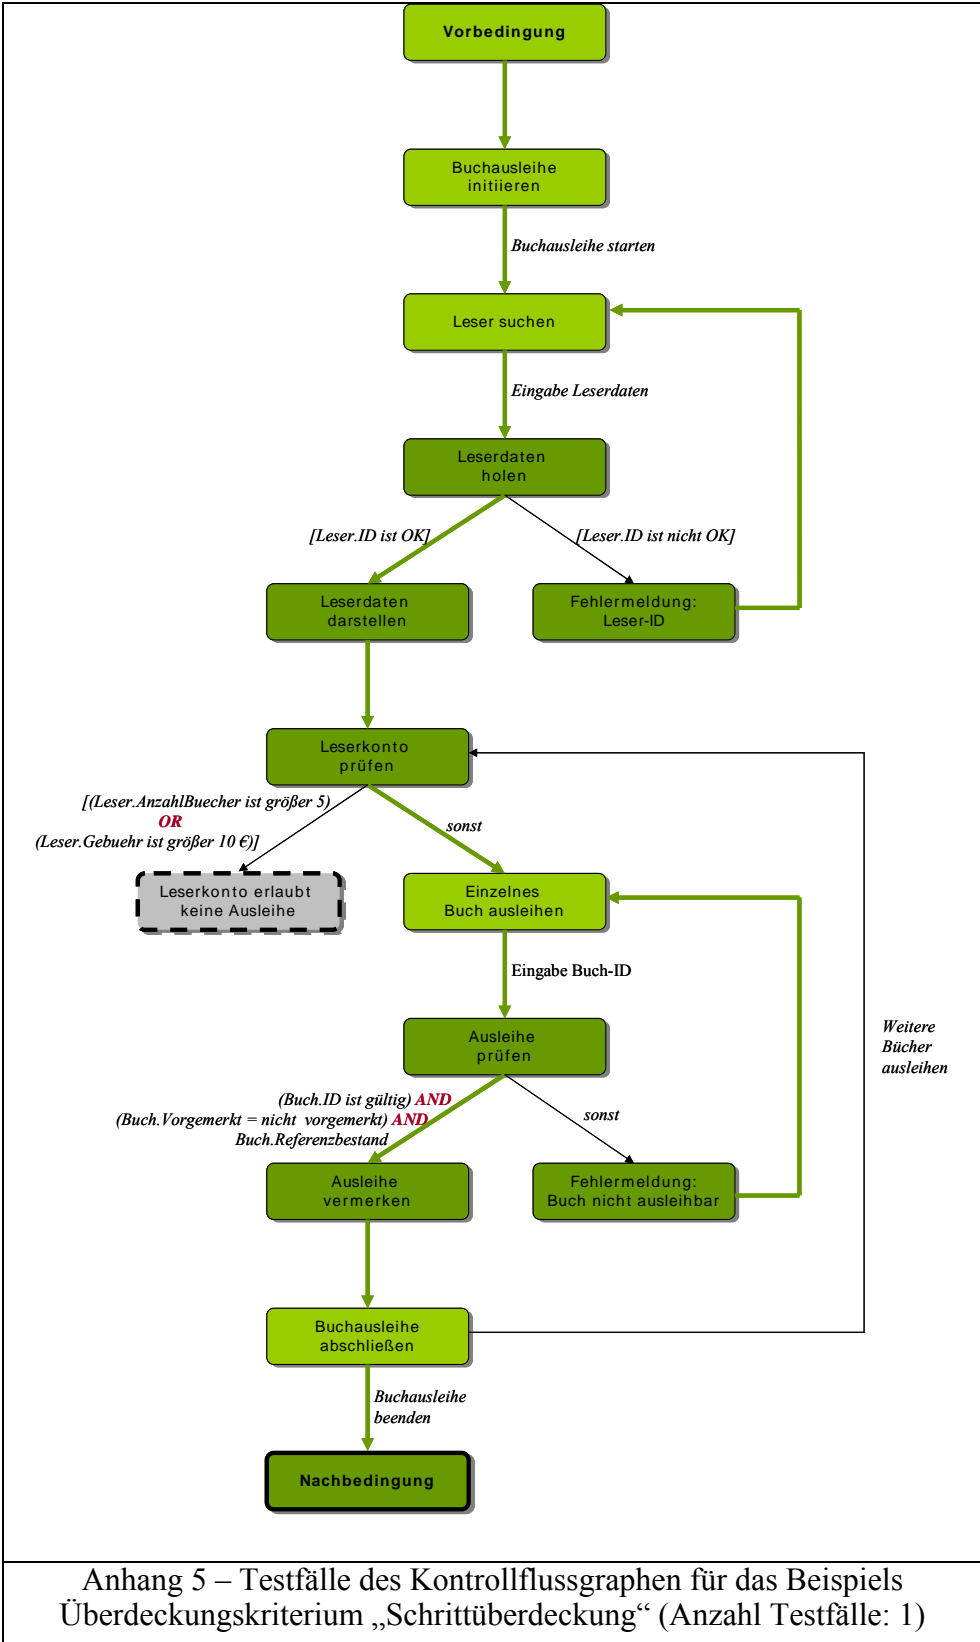 Vorbedingung
Buchausleihe
initiieren
Buchausleihe starten
Leser suchen
Eingabe Leserdaten
Leserdaten
holen
[Leser.ID ist OK]
[Leser.ID ist nicht OK]
Leserdaten
darstellen
Fehlermeldung:
Leser-ID
Leserkonto
prüfen
[(Leser.AnzahlBuecher ist größer 5)
OR
(Leser.Gebuehr ist größer 10 €)]
sonst
Leserkonto erlaubt
keine Ausleihe
Einzelnes
Buch ausleihen
Eingabe Buch-ID
Weitere
Bücher
ausleihen
Ausleihe
prüfen
(Buch.ID ist gültig) AND
(Buch.Vorgemerkt = nicht vorgemerkt) AND
Buch.Referenzbestand
sonst
Ausleihe
vermerken
Fehlermeldung:
Buch nicht ausleihbar
Buchausleihe
abschließen
Buchausleihe
beenden
Nachbedingung
Anhang 5 – Testfälle des Kontrollflussgraphen für das Beispiels
Überdeckungskriterium „Schrittüberdeckung“ (Anzahl Testfälle: 1)